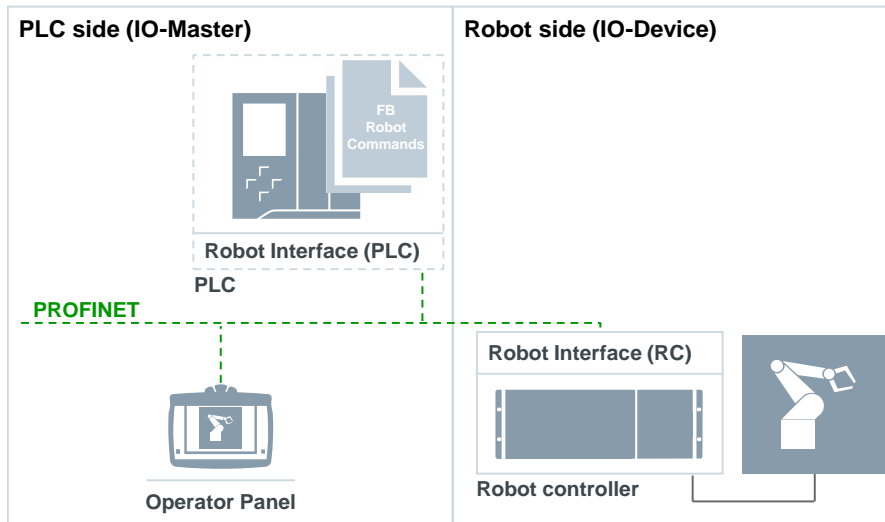 PLC side (IO-Master)
Robot side (IO-Device)
FB
Robot
Commands
Robot Interface (PLC)
PLC
PROFINET
Robot Interface (RC)
Operator Panel
Robot controller